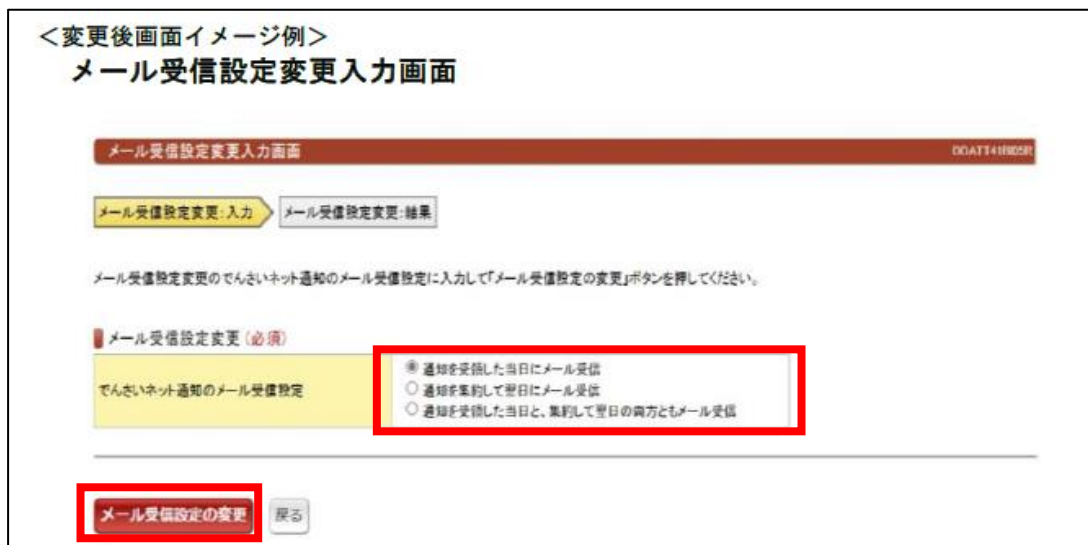 <変更後画面イメージ例>
メール受信設定変更入力画面
メール受信設定変更入力画面
メール受信設定変更:入力 メール受信設定変更:結果
メール受信設定変更のでんさいネット通知のメール受信設定に入力して「メール受信設定の変更」ボタンを押してください。
メール受信設定変更(必須)
でんさいネット通知のメール受信設定
通知を受領した当日にメール受信
通知を集約して翌日にメール受信
通知を受領した当日と、集約して翌日の両方ともメール受信
メール受信設定の変更 戻る